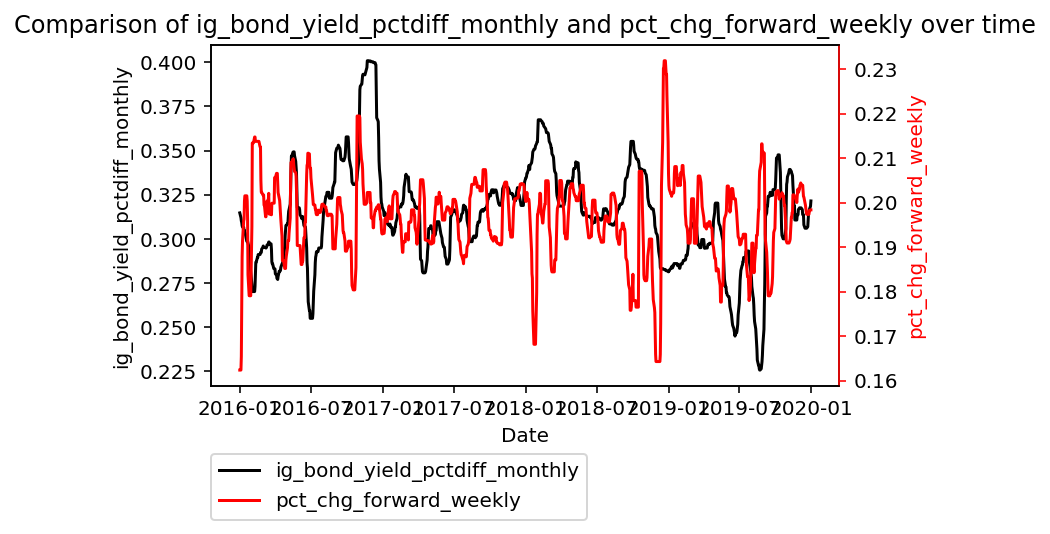 Comparison of ig_bond_yield_pctdiff_monthly and pct_chg_forward_weekly over time
ig_bond_yield_pctdiff_monthly
0.400
0.375
0.350
0.325
0.300
0.275
0.250
0.225
0.23
0.22
0.21
0.20
0.19
0.18
0.17
0.16
pct_chg_forward_weekly
2016-01 2016-07 2017-01 2017-07 2018-01 2018-07 2019-01 2019-07 2020-01
Date
ig_bond_yield_pctdiff_monthly
pct_chg_forward_weekly